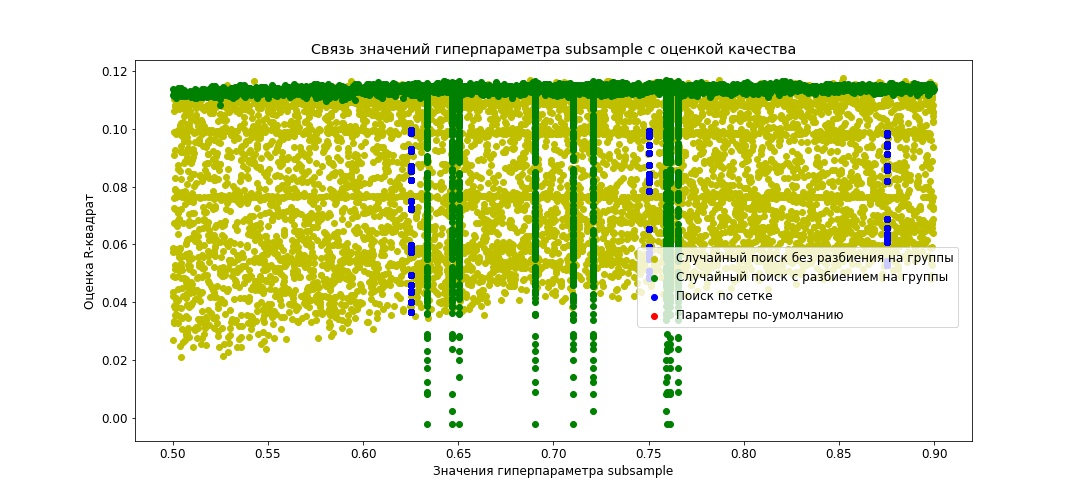 Связь значений гиперпараметра subsample с оценкой качества
0.12
0.10
0.08
0.06
0.04
0.02
0.00
Оценка R-квадрат
Случайный поиск без разбиения на группы
Случайный поиск с разбиением на группы
Поиск по сетке
Парамтеры по-умолчанию
0.50 0.55 0.60 0.65 0.70 0.75 0.80 0.85 0.90
Значения гиперпараметра subsample